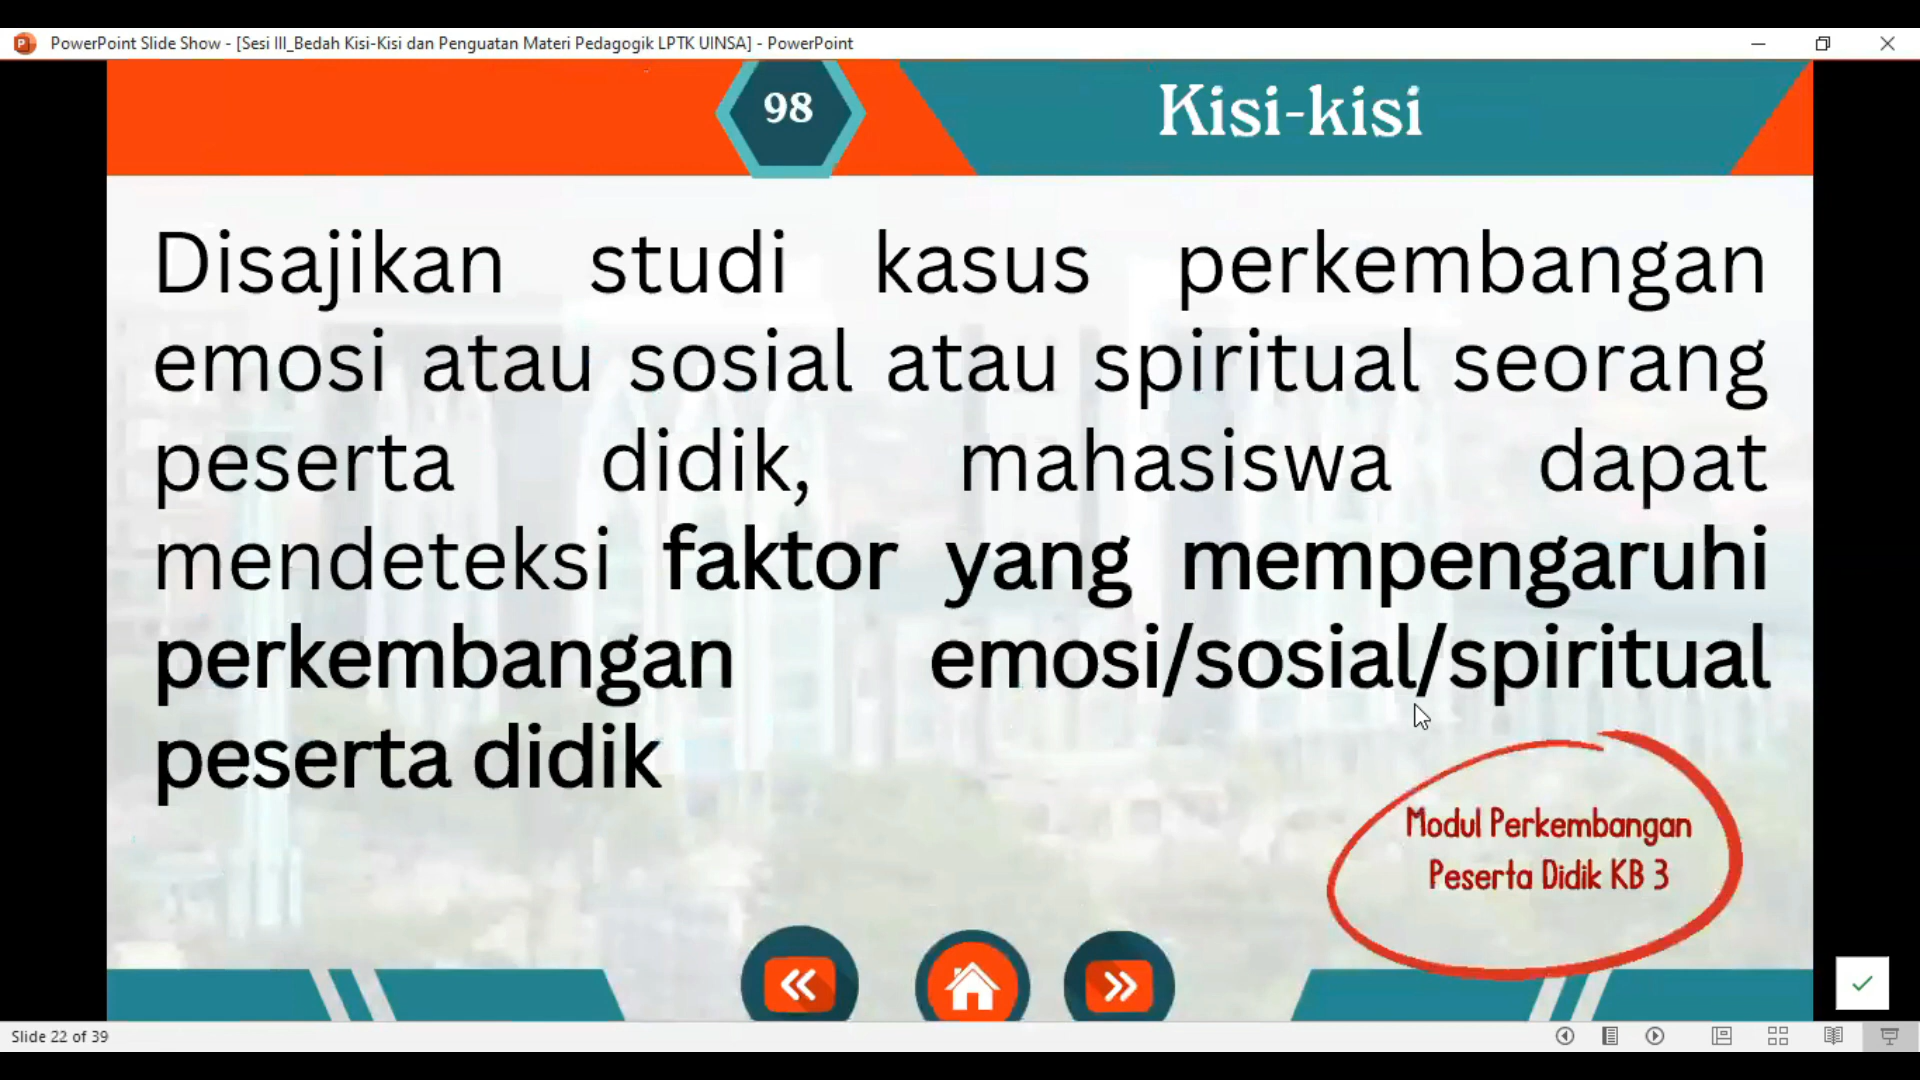 PowerPoint Slide Show - [Sesi III_Bedah Kisi-Kisi dan Penguatan Materi Pedagogik LPTK UINSA] - PowerPoint
98
Kisi-kisi
Disajikan studi kasus perkembangan
emosi atau sosial atau spiritual seorang
peserta didik, mahasiswa dapat
mendeteksi faktor yang mempengaruhi
perkembangan emosi/sosial/spiritual
peserta didik
Modul Perkembangan
Peserta Didik KB 3
Slide 22 of 39